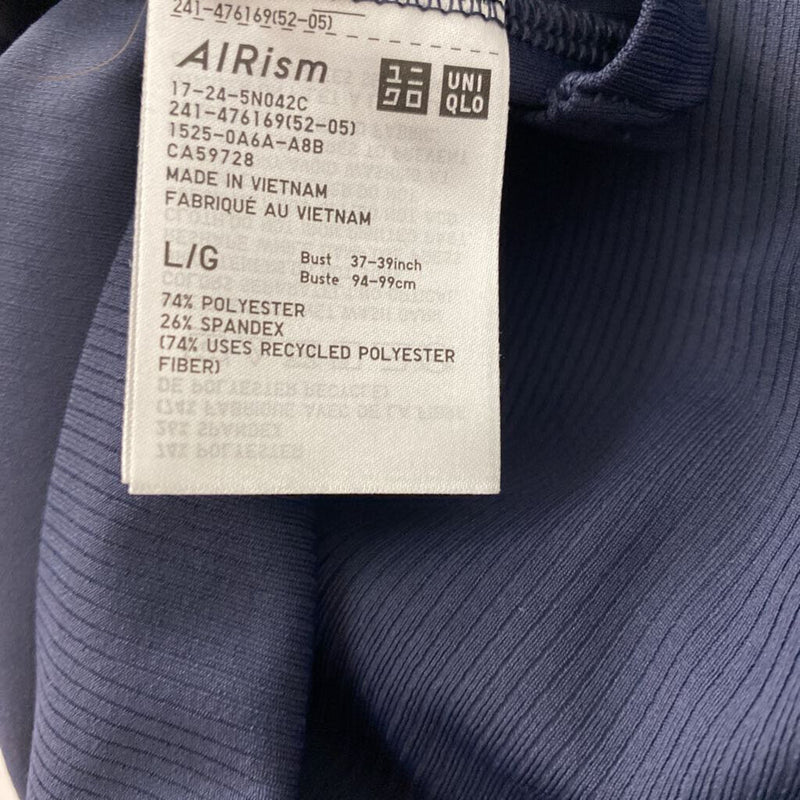 241-476169(52-05)
AIRism
ユニクロ
UNIQLO
17-24-5N042C
241-476169(52-05)
1525-0A6A-A8B
CA59728
MADE IN VIETNAM
FABRIQUÉ AU VIETNAM
L/G
Bust 37-39inch
Buste 94-99cm
74% POLYESTER
26% SPANDEX
(74% USES RECYCLED POLYESTER
FIBER)